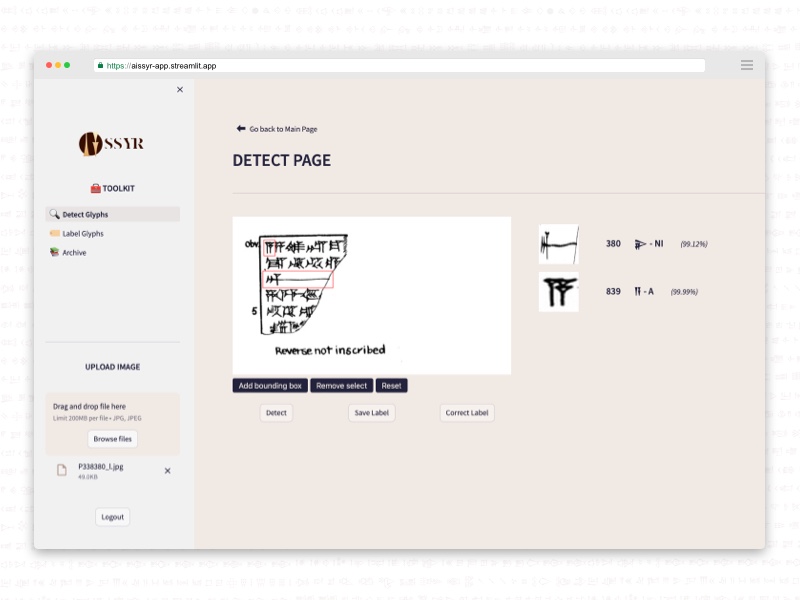 https://aissyr-app.streamlit.app
SSYR
TOOLKIT
Detect Glyphs
Label Glyphs
Archive
UPLOAD IMAGE
Drag and drop file here
Limit 200MB per file • JPG, JPEG
Browse files
P338380_l.jpg
49.0KB
Logout
Go back to Main Page
DETECT PAGE
obv.
5
Reverse not inscribed
Add bounding box
Remove select
Reset
Detect
Save Label
Correct Label
380 - NI (99.12%)
839 - A (99.99%)